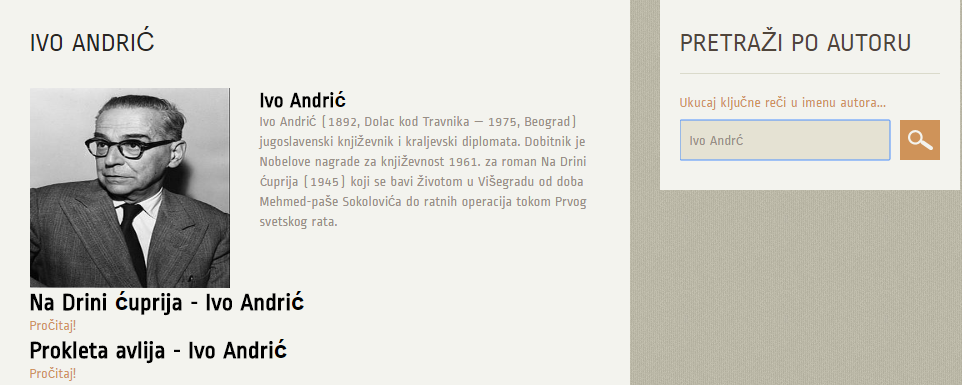 IVO ANDRIĆ
Ivo Andrić
Ivo Andrić (1892, Dolac kod Travnika — 1975, Beograd)
jugoslavenski knjiŽevnik i kraljevski diplomata. Dobitnik je
Nobelove nagrade za knjiŽevnost 1961. za roman Na Drini
ćuprija (1945) koji se bavi Životom u Višegradu od doba
Mehmed-paše Sokolovića do ratnih operacija tokom Prvog
svetskog rata.
Na Drini ćuprija - Ivo Andrić
Pročitaj!
Prokleta avlija - Ivo Andrić
Pročitaj!
PRETRAŽI PO AUTORU
Ukucaj ključne reči u imenu autora...
Ivo Andrć